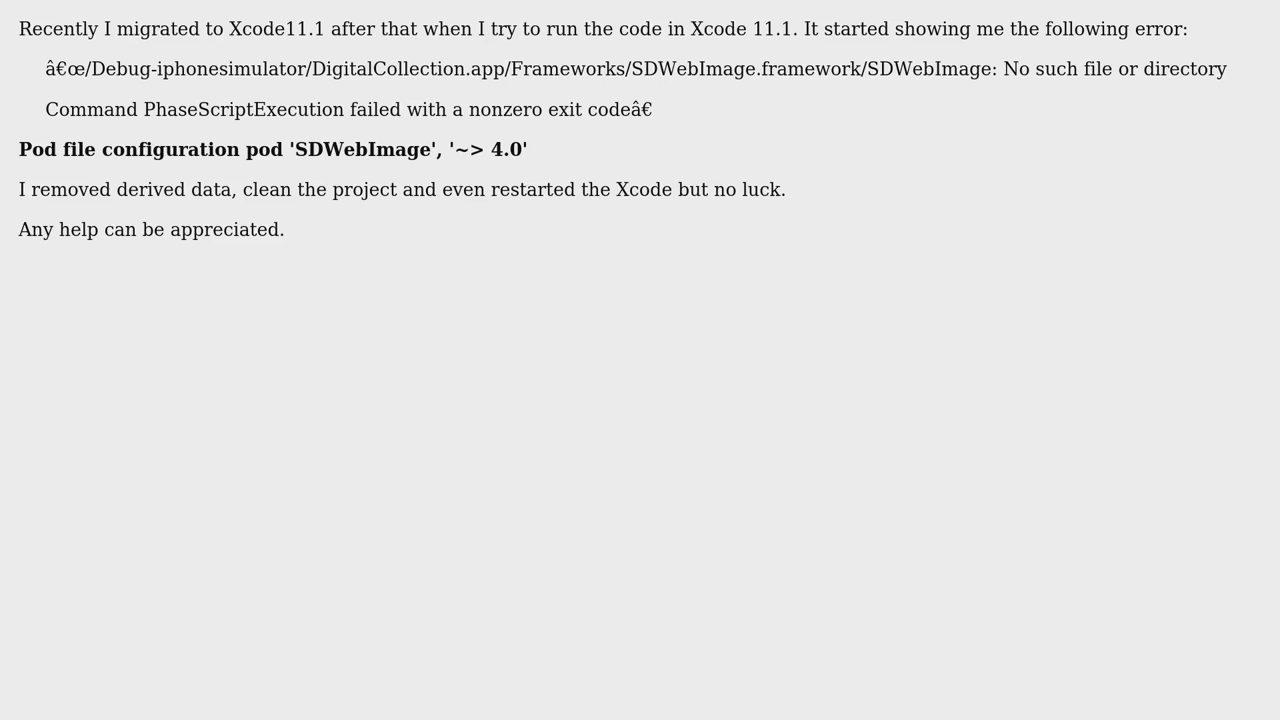 Recently I migrated to Xcode11.1 after that when I try to run the code in Xcode 11.1. It started showing me the following error:
â€œ/Debug-iphonesimulator/DigitalCollection.app/Frameworks/SDWebImage.framework/SDWebImage: No such file or directory
Command PhaseScriptExecution failed with a nonzero exit codeâ€
Pod file configuration pod 'SDWebImage', '~> 4.0'
I removed derived data, clean the project and even restarted the Xcode but no luck.
Any help can be appreciated.